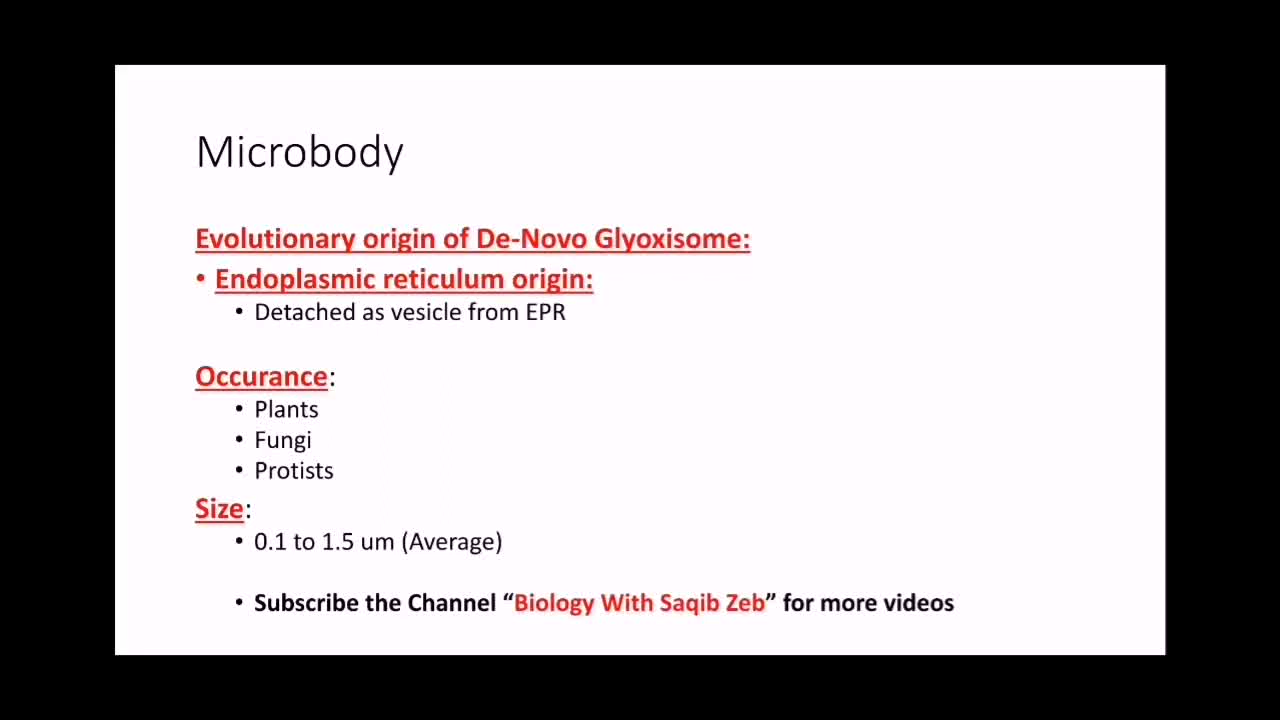 Microbody
Evolutionary origin of De-Novo Glyoxisome:
• Endoplasmic reticulum origin:
• Detached as vesicle from EPR
Occurance:
• Plants
• Fungi
• Protists
Size:
• 0.1 to 1.5 um (Average)
• Subscribe the Channel “Biology With Saqib Zeb” for more videos